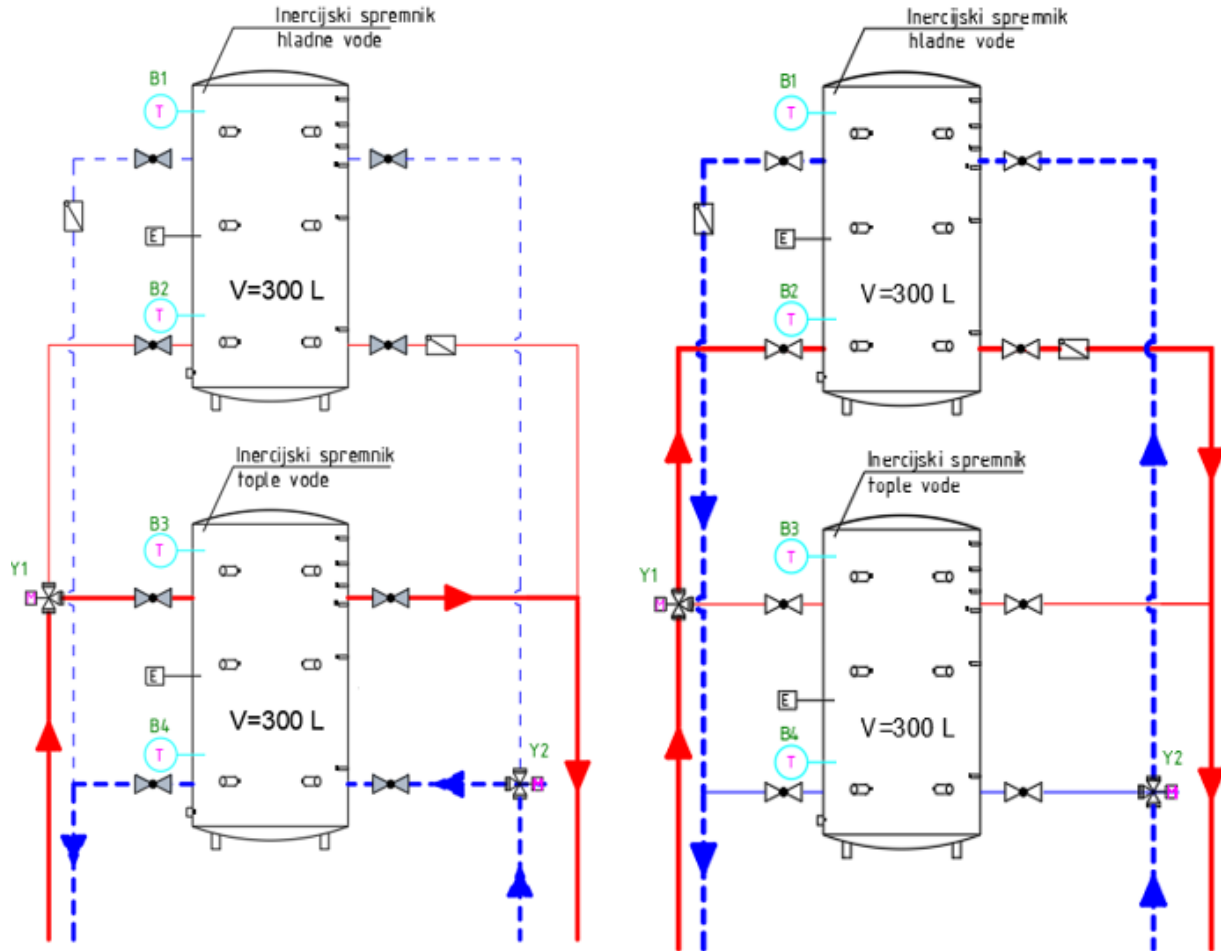 Inercijski spremnik
hladne vode
B1
T
E
B2
T
V=300 L
Inercijski spremnik
tople vode
B3
T
Y1
M
E
V=300 L
B4
T
Y2
M
Inercijski spremnik
hladne vode
B1
T
E
B2
T
V=300 L
Inercijski spremnik
tople vode
B3
T
Y1
M
E
V=300 L
B4
T
Y2
M